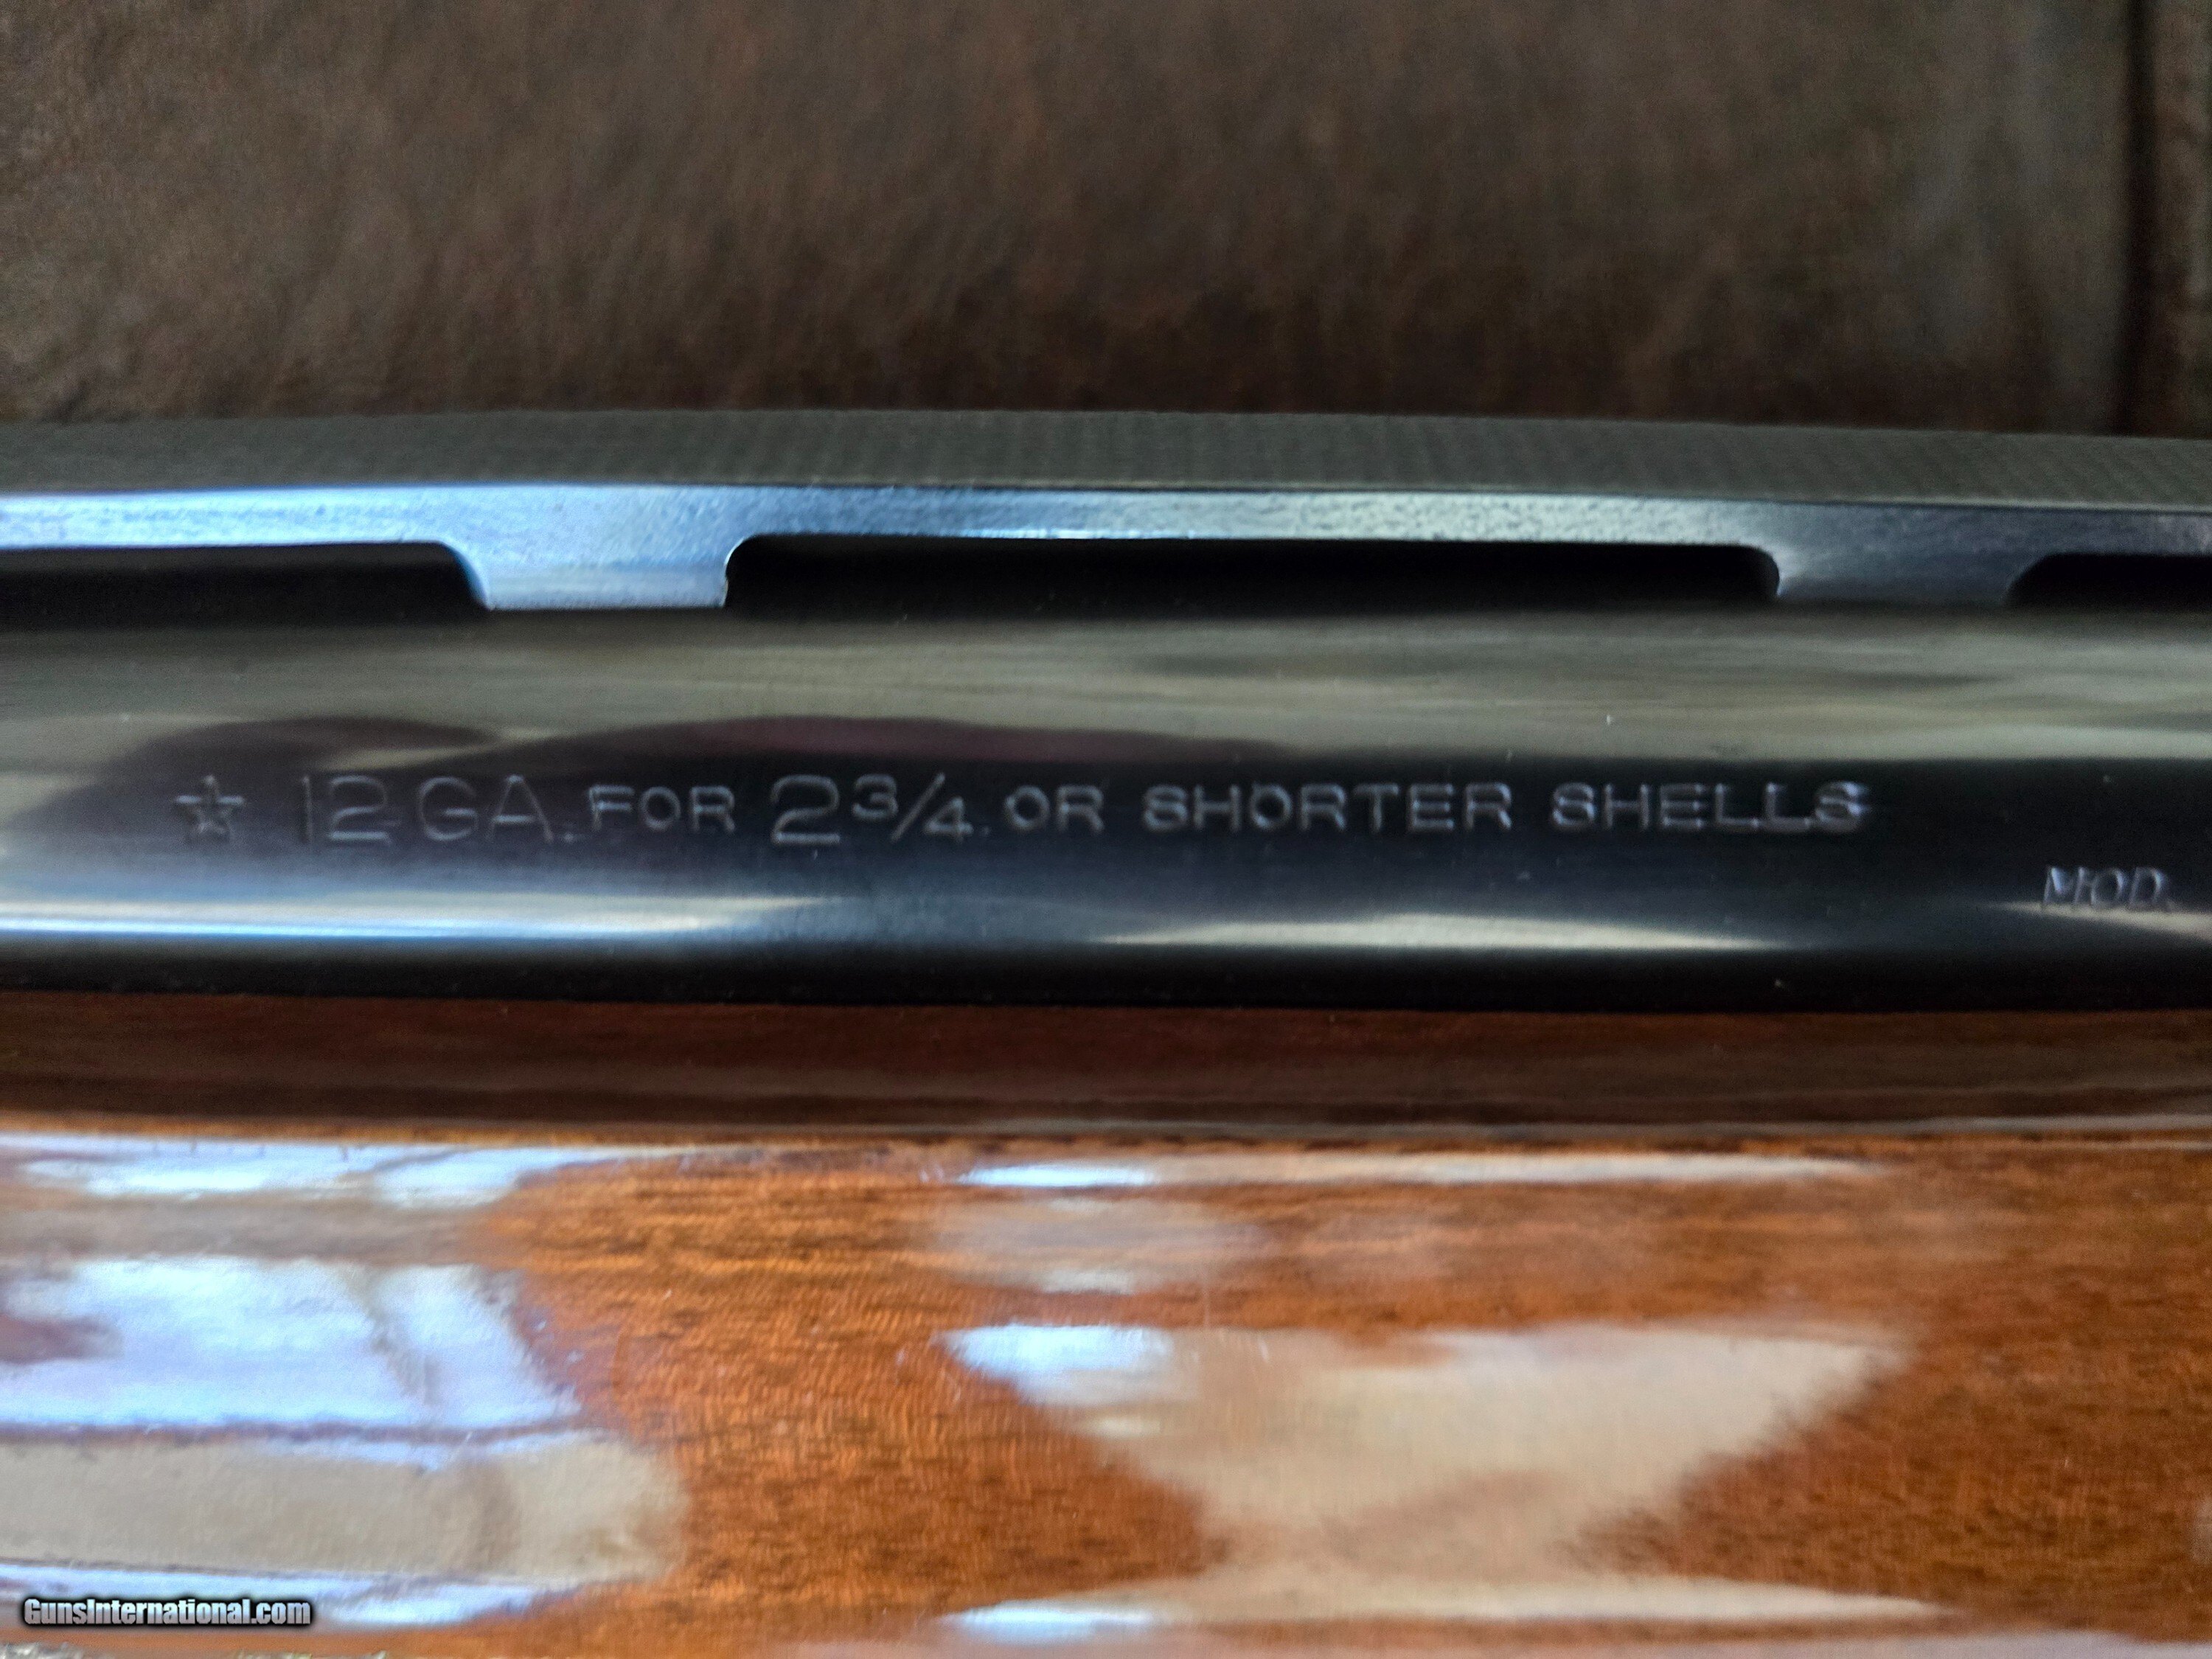 ★ 12 GA. FOR 2 3/4 OR SHORTER SHELLS
MOD.
GunsInternational.com